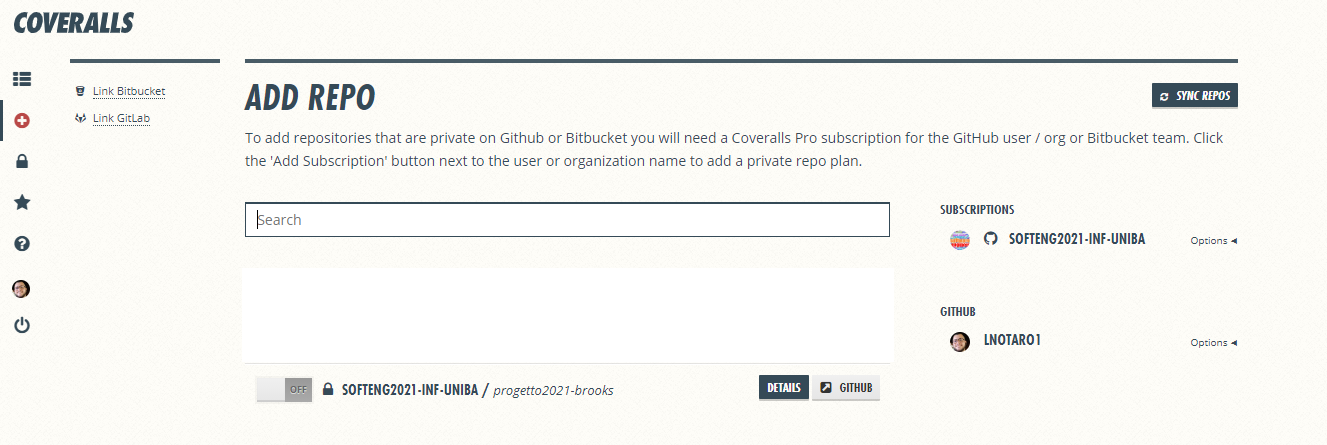 COVERALLS
Link Bitbucket
Link GitLab
ADD REPO
SYNC REPOS
To add repositories that are private on Github or Bitbucket you will need a Coveralls Pro subscription for the GitHub user / org or Bitbucket team. Click
the 'Add Subscription' button next to the user or organization name to add a private repo plan.
Search
SUBSCRIPTIONS
SOFTENG2021-INF-UNIBA Options
GITHUB
LNOTARO1 Options
OFF SOFTENG2021-INF-UNIBA / progetto2021-brooks DETAILS GITHUB